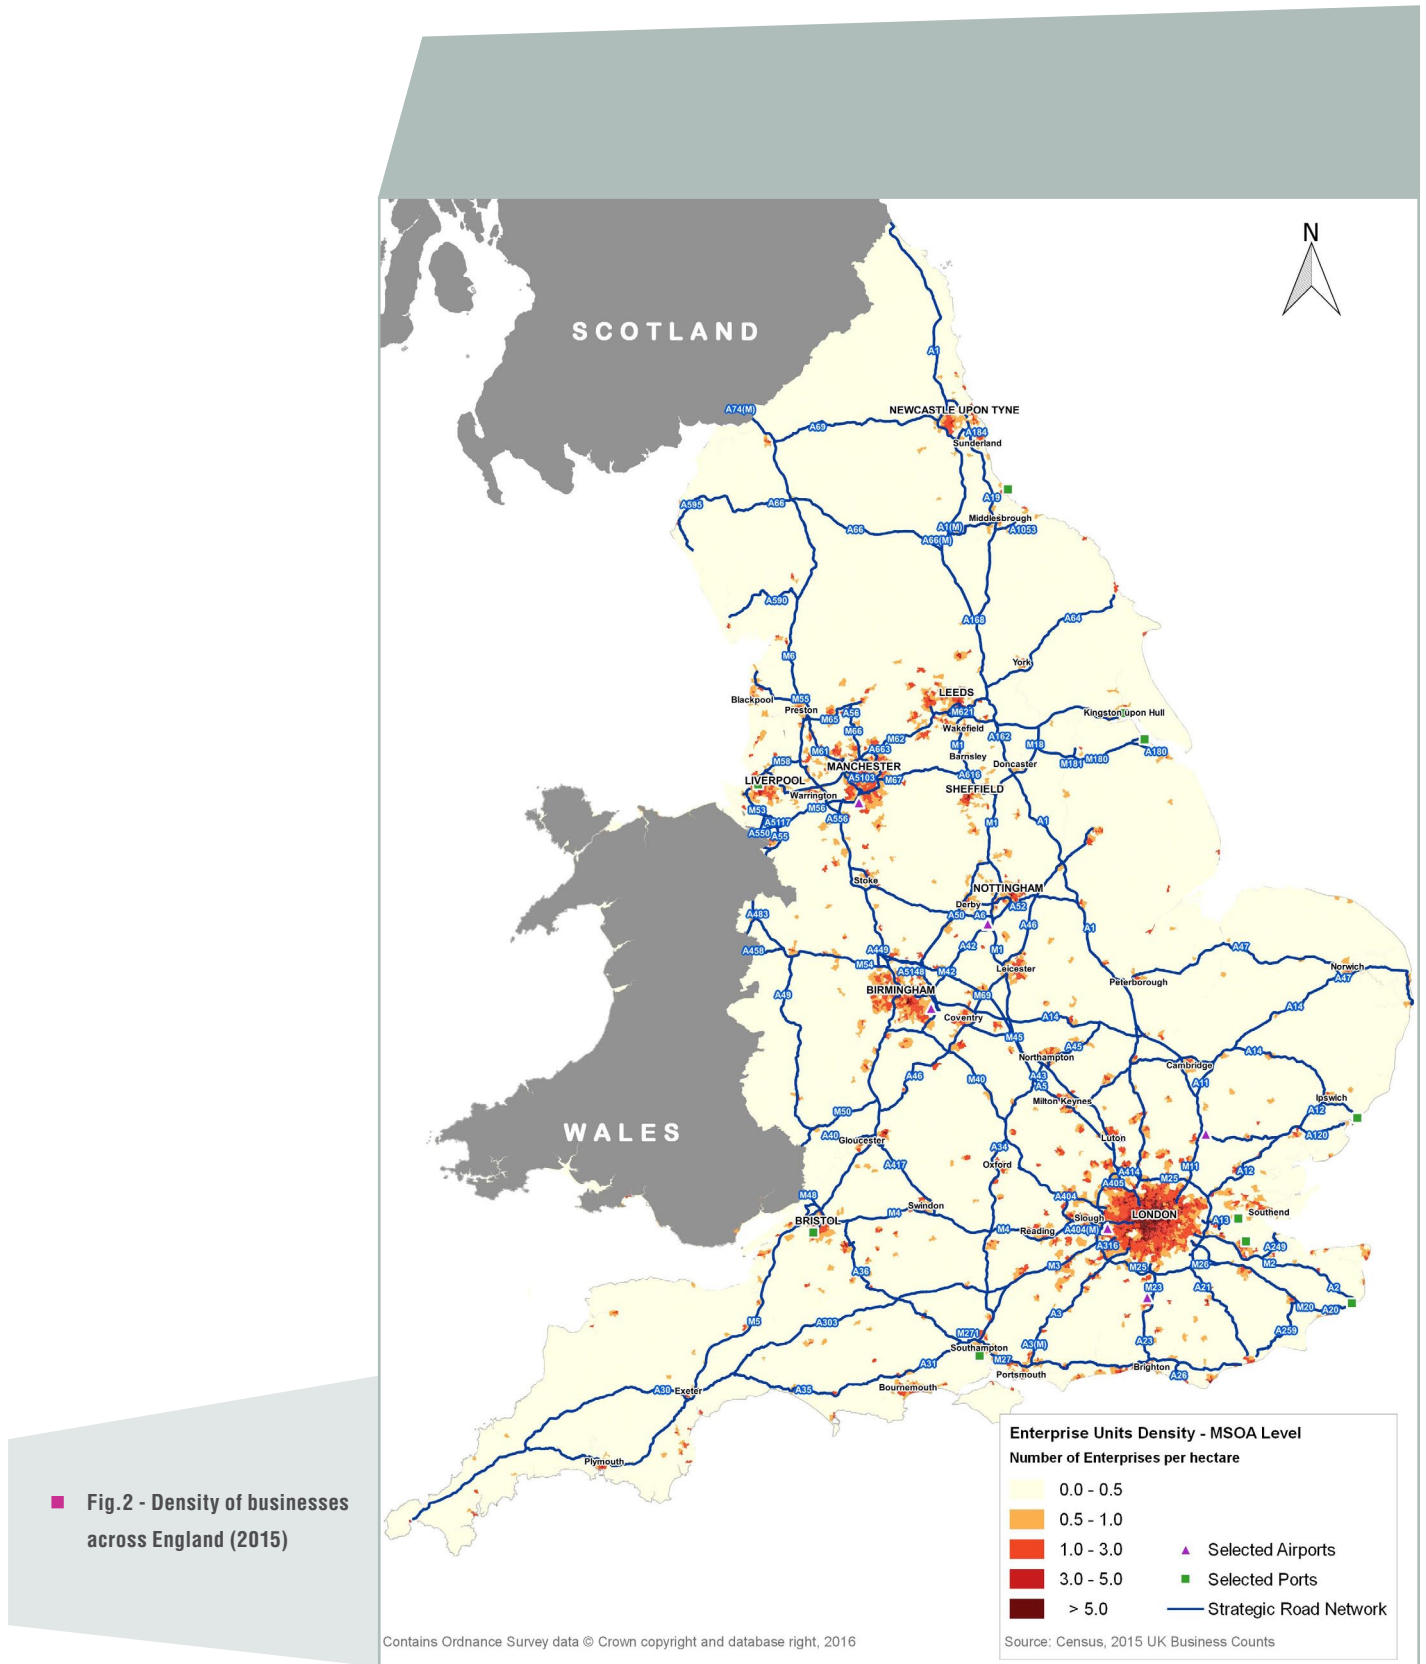 N
SCOTLAND
A1
A74(M)
NEWCASTLE UPON TYNE
A69
A184
Sunderland
A595
A66
A19
Middlesbrough
A66
A1(M)
A1053
A66(M)
A590
A168
A64
M6
York
Blackpool
M55
LEEDS
Preston
A56
M621
Kingston upon Hull
M65
M66
Wakefield
M62
A162
M61
A663
M1
M18
A180
M58
MANCHESTER
Barnsley
Doncaster
M181
M180
LIVERPOOL
A5103
M67
A616
Warrington
SHEFFIELD
M53
M56
A556
A5117
M1
A1
A550
A55
Stoke
NOTTINGHAM
Derby
A52
A483
A50
A6
A46
A1
A458
A449
A42
M1
A47
M54
A5148
M42
Leicester
Norwich
A47
Peterborough
BIRMINGHAM
A49
M69
A14
Coventry
A14
M45
A45
Northampton
A14
Cambridge
A46
M40
A43
A11
A5
Milton Keynes
Ipswich
M50
A12
A40
Gloucester
Luton
A120
A34
A417
Oxford
M11
A414
A12
M25
A405
M48
A404
Swindon
BRISTOL
M4
Slough
LONDON
Southend
A13
M4
Reading
A404(M)
A316
A249
A36
M3
M25
M26
M2
M23
A21
A2
M20
A20
M5
A303
A3
M271
A3(M)
A23
A259
Southampton
A31
M27
Brighton
Portsmouth
A26
A30
Exeter
A35
Bournemouth
Plymouth
WALES
Enterprise Units Density - MSOA Level
Number of Enterprises per hectare
0.0 - 0.5
0.5 - 1.0
1.0 - 3.0
3.0 - 5.0
> 5.0
Selected Airports
Selected Ports
Strategic Road Network
Fig.2 - Density of businesses
across England (2015)
Contains Ordnance Survey data © Crown copyright and database right, 2016
Source: Census, 2015 UK Business Counts